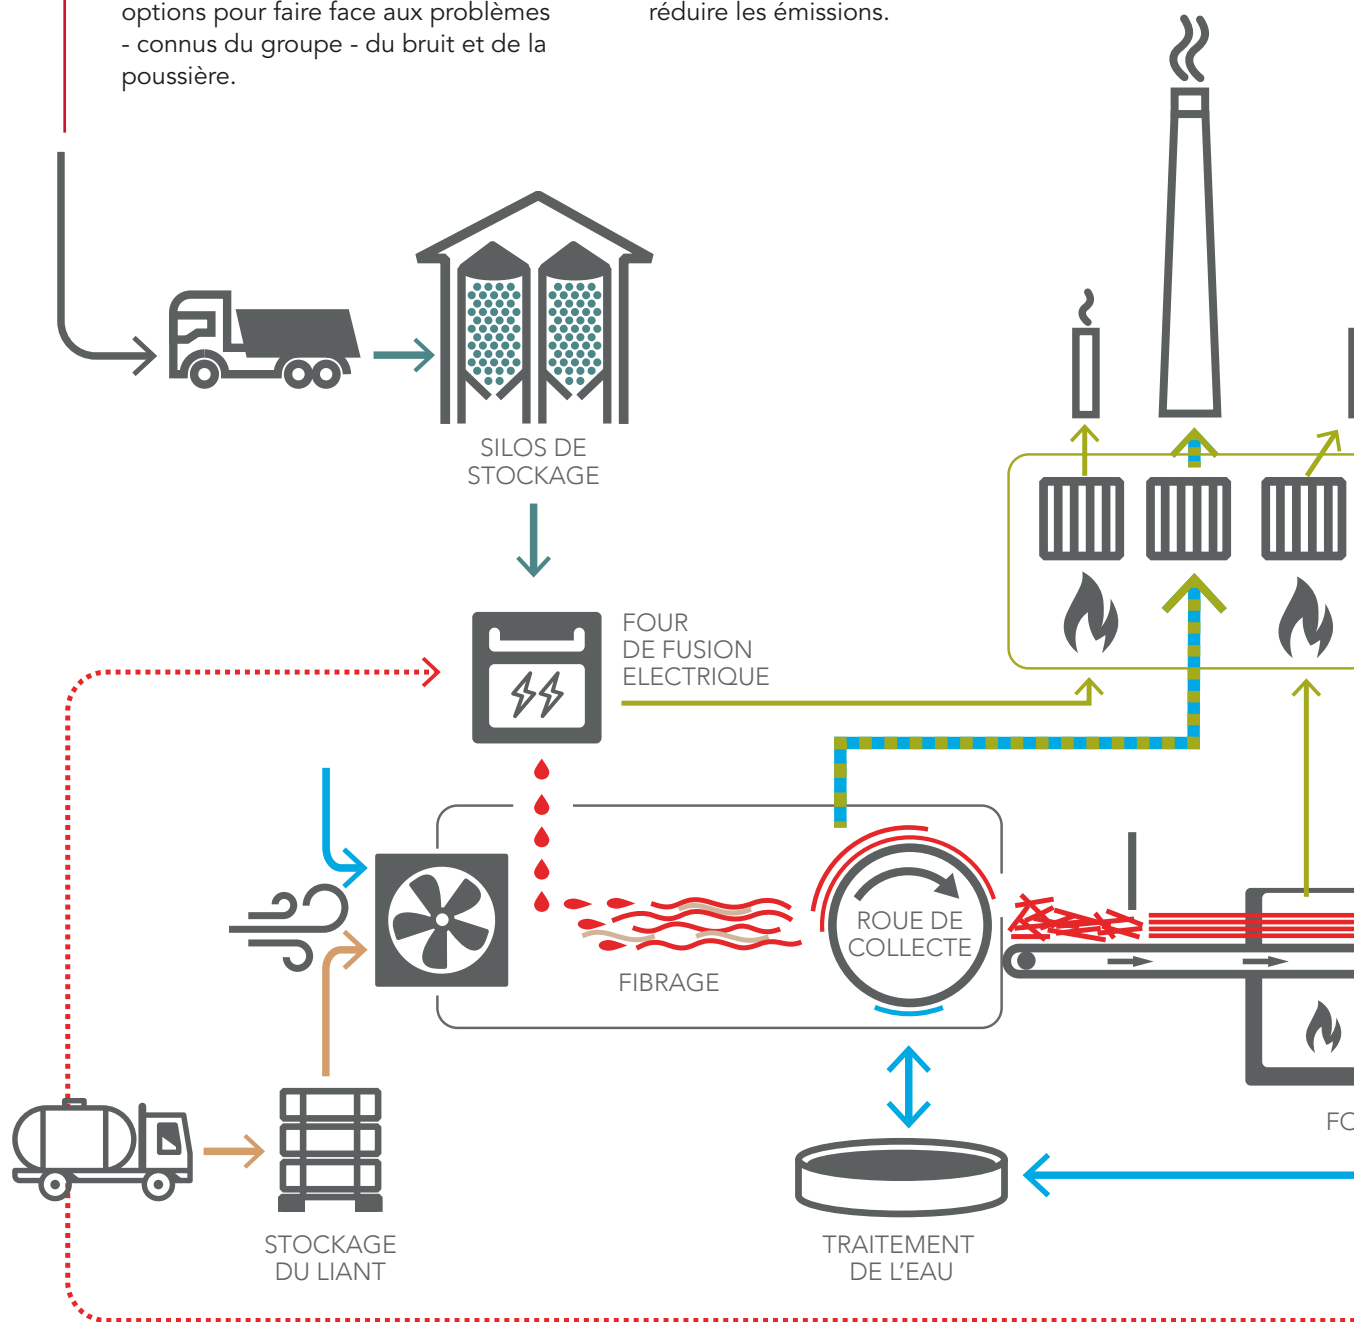 options pour faire face aux problèmes
- connus du groupe - du bruit et de la
poussière.
réduire les émissions.
SILOS DE
STOCKAGE
FOUR
DE FUSION
ELECTRIQUE
ROUE DE
COLLECTE
FIBRAGE
STOCKAGE
DU LIANT
TRAITEMENT
DE L'EAU